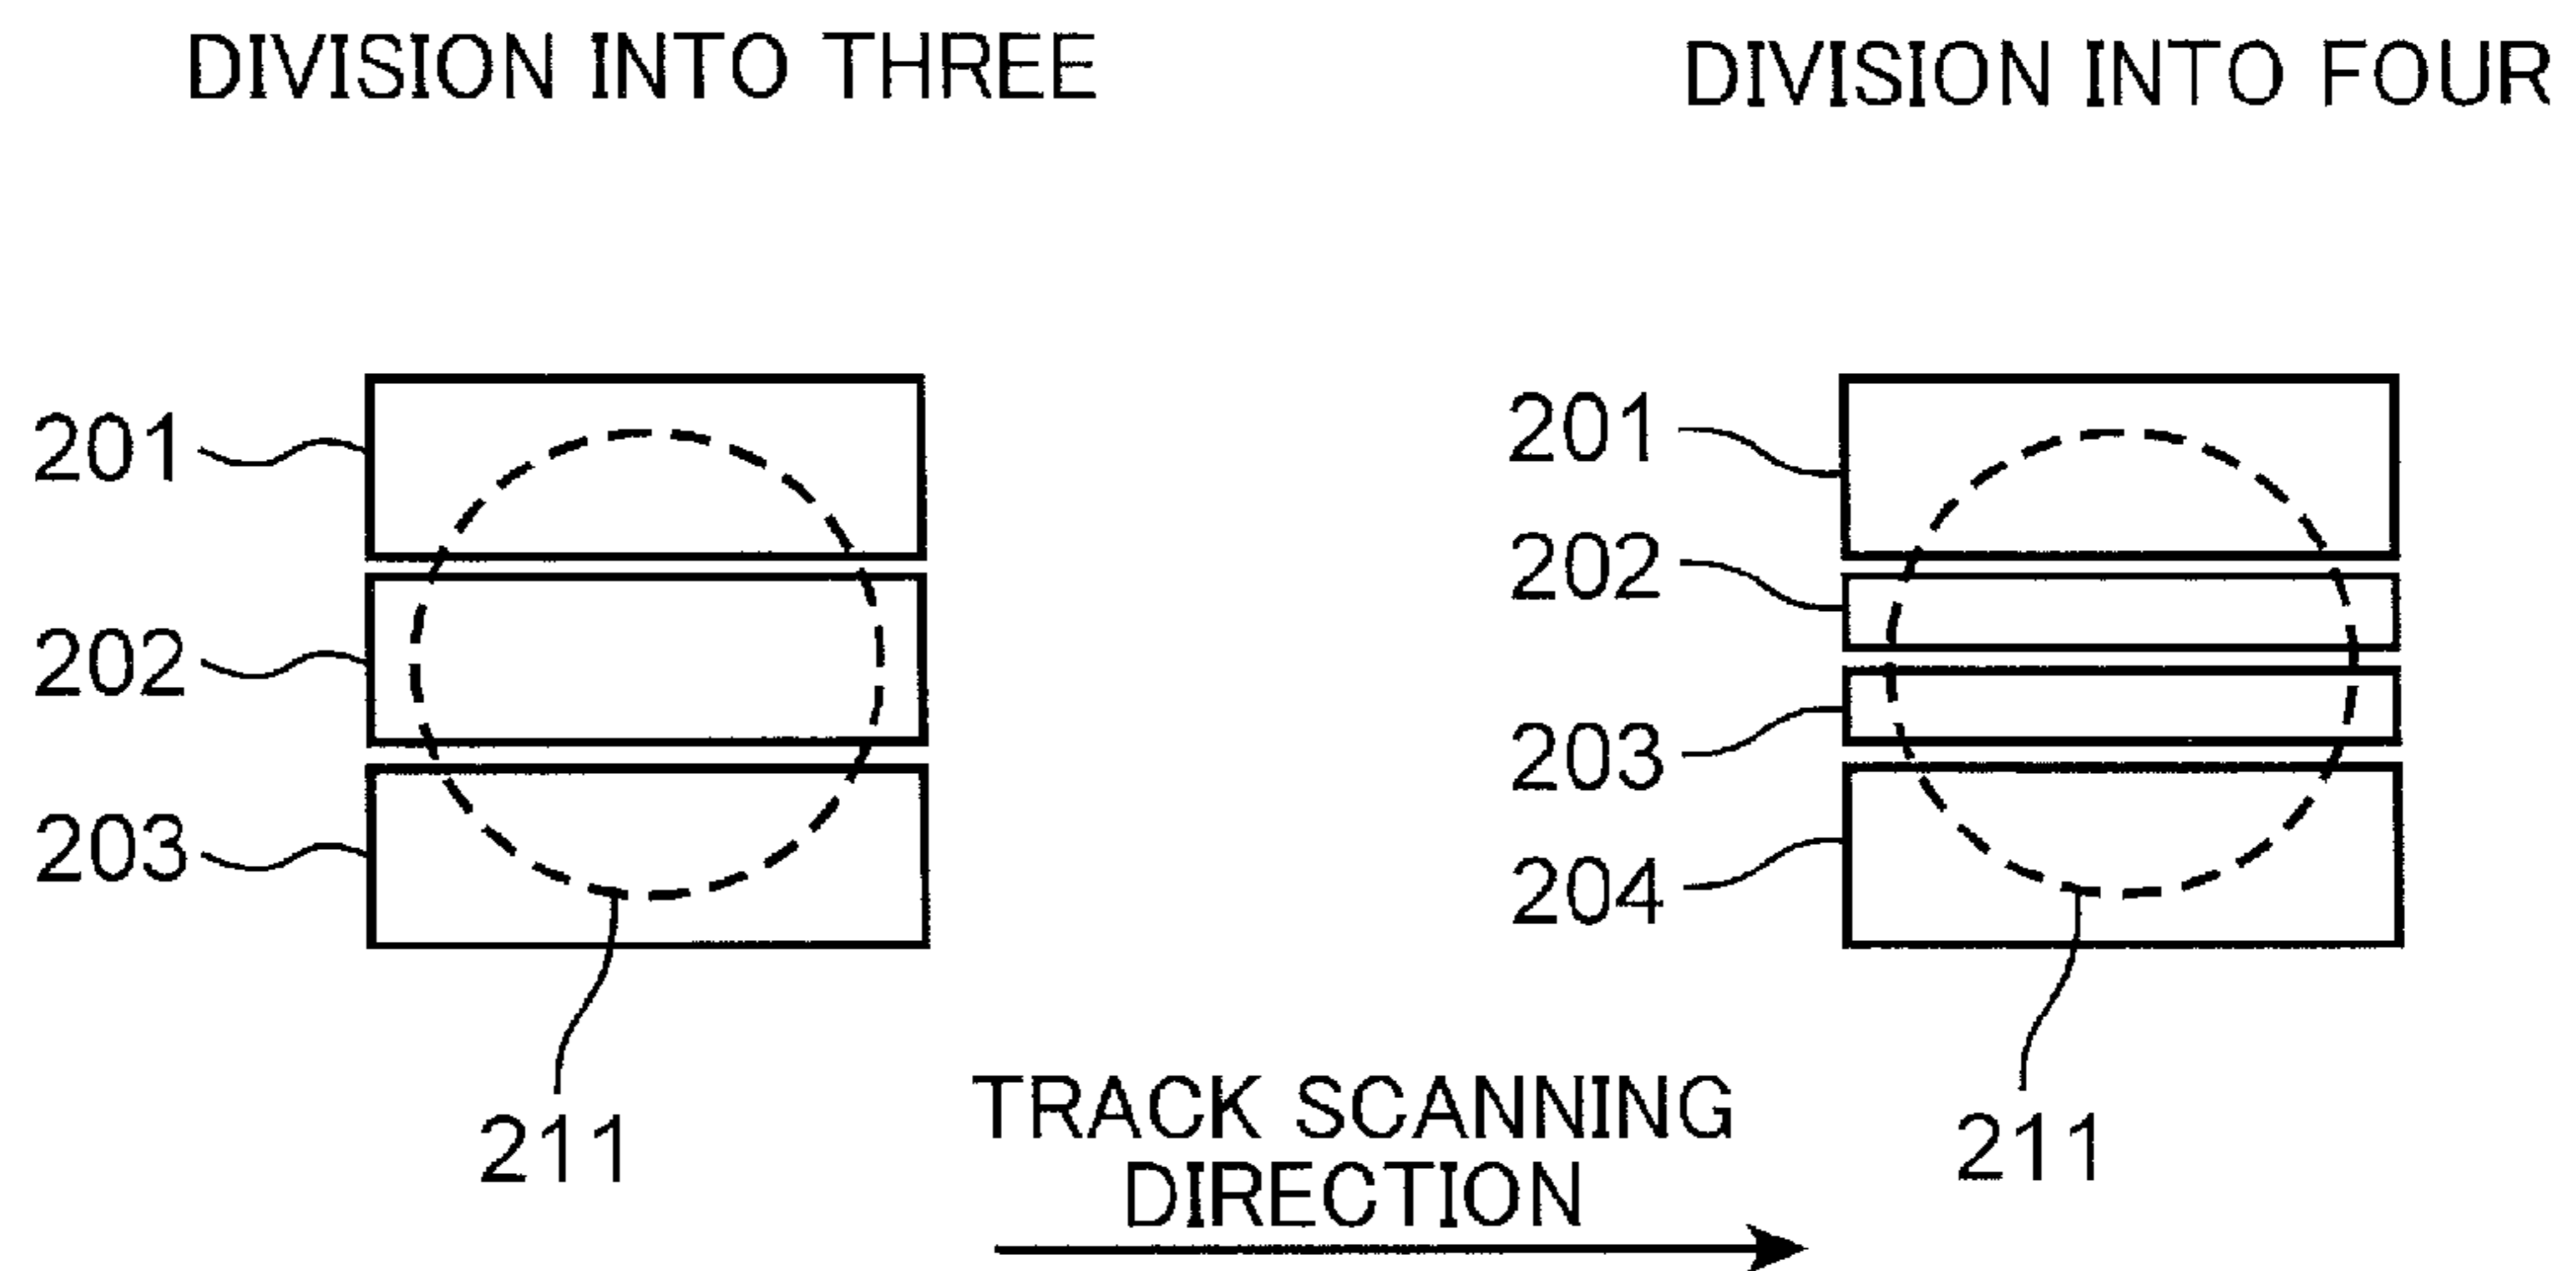 DIVISION INTO THREE
201
202
203
211
DIVISION INTO FOUR
201
202
203
204
211
TRACK SCANNING
DIRECTION